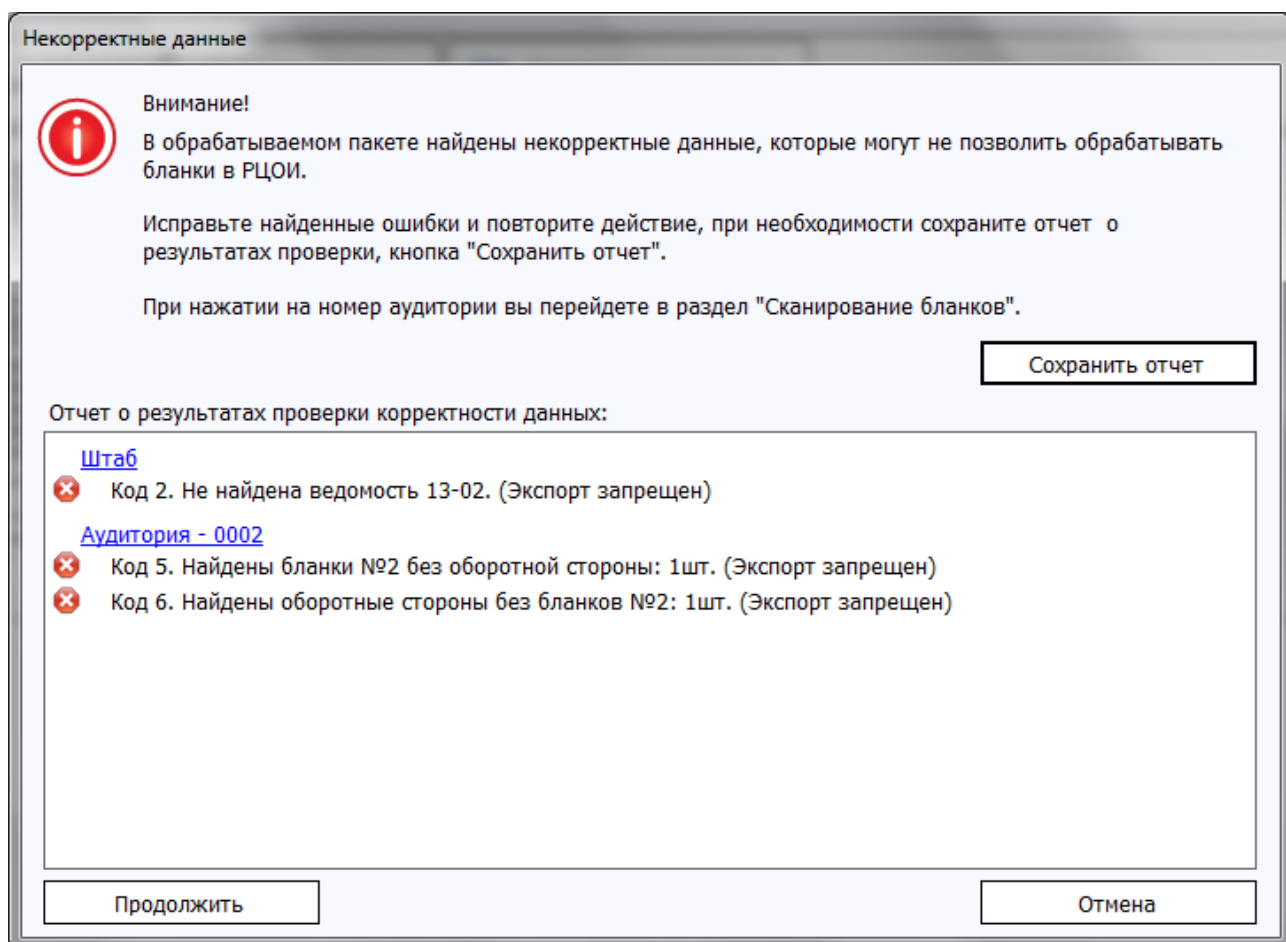 Некорректные данные
Внимание!
В обрабатываемом пакете найдены некорректные данные, которые могут не позволить обрабатывать
бланки в РЦОИ.
Исправьте найденные ошибки и повторите действие, при необходимости сохраните отчет  о
результатах проверки, кнопка "Сохранить отчет".
При нажатии на номер аудитории вы перейдете в раздел "Сканирование бланков".
Сохранить отчет
Отчет о результатах проверки корректности данных:
Штаб
Код 2. Не найдена ведомость 13-02. (Экспорт запрещен)
Аудитория - 0002
Код 5. Найдены бланки №2 без оборотной стороны: 1шт. (Экспорт запрещен)
Код 6. Найдены оборотные стороны без бланков №2: 1шт. (Экспорт запрещен)
Продолжить
Отмена